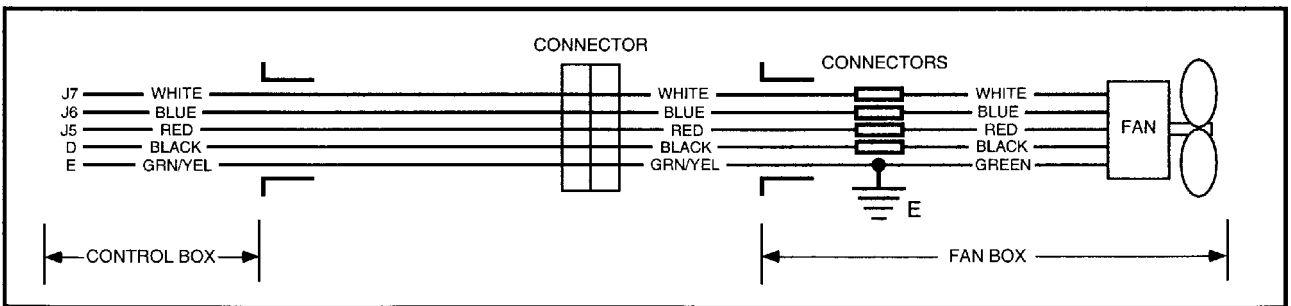 CONNECTOR
CONNECTORS
J7 WHITE WHITE WHITE
J6 BLUE BLUE BLUE
J5 RED RED RED
D BLACK BLACK BLACK
E GRN/YEL GRN/YEL GREEN
FAN
E
CONTROL BOX FAN BOX